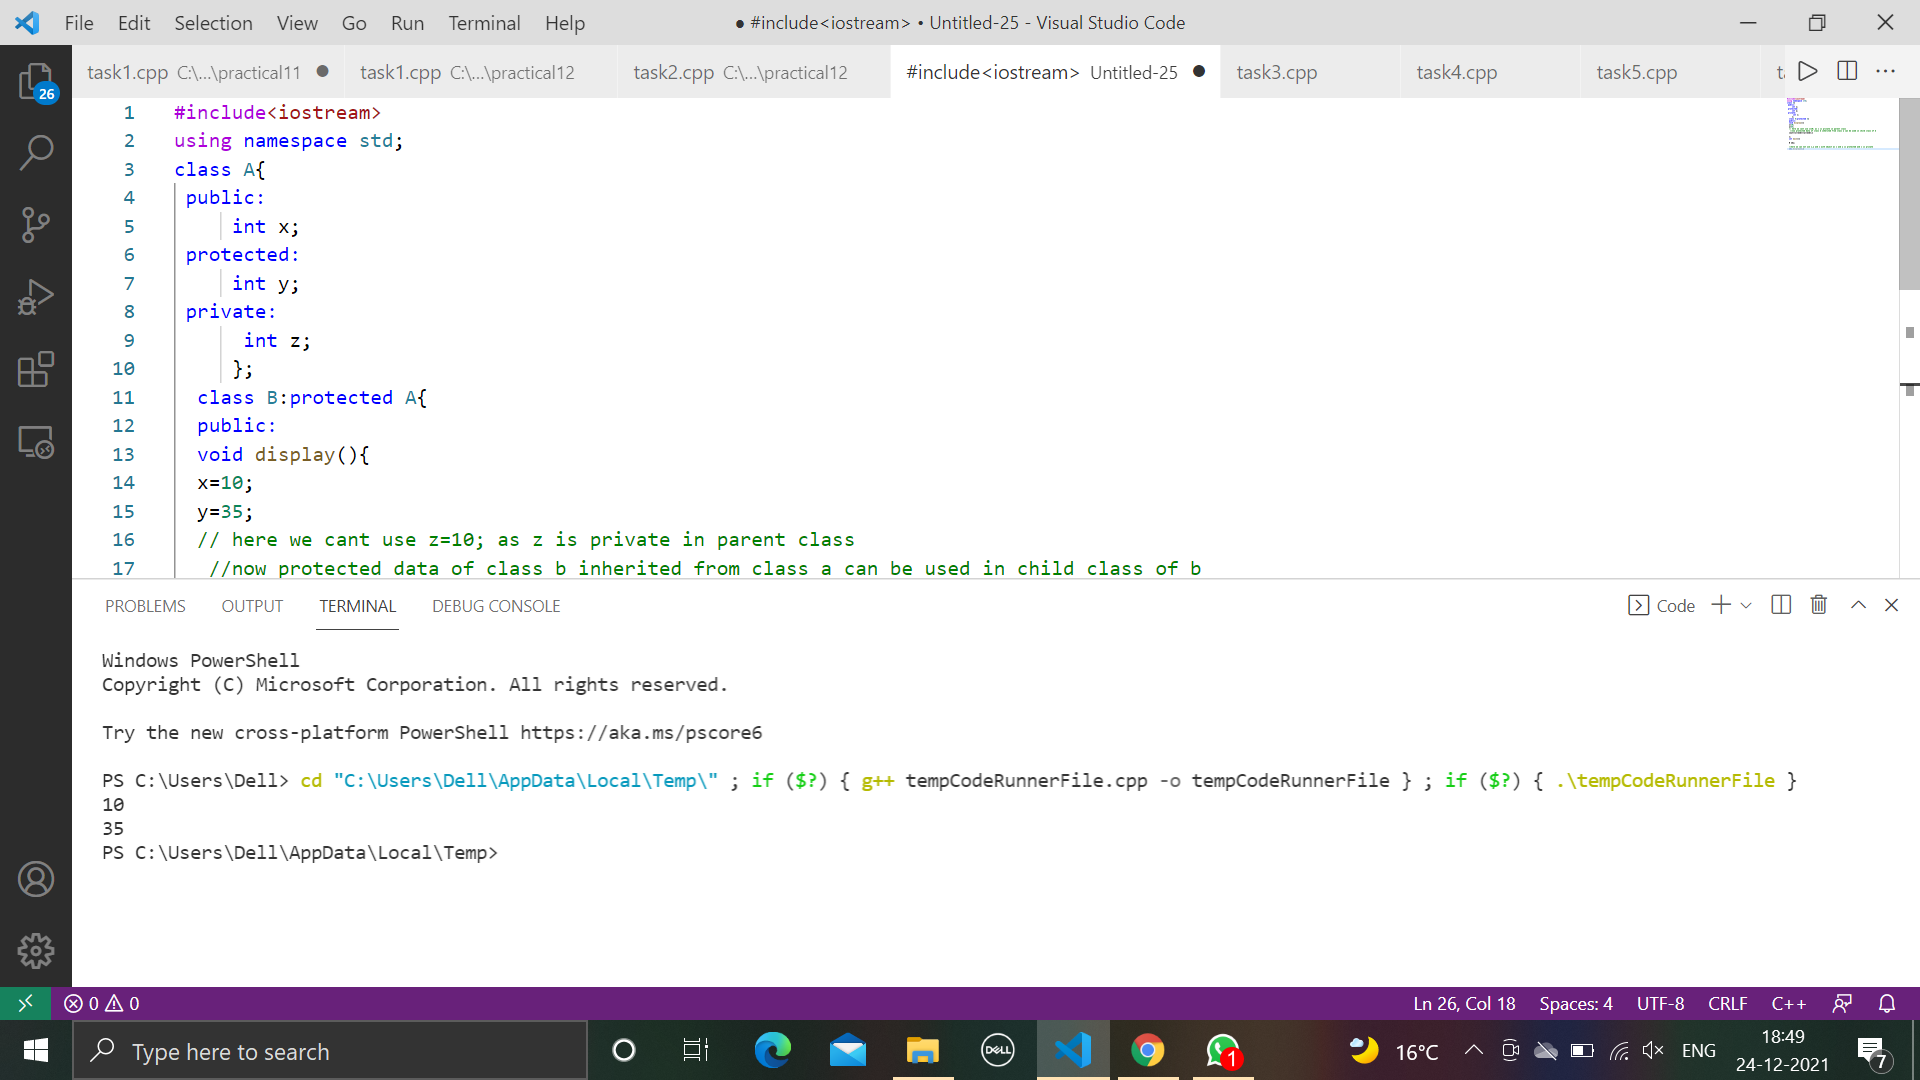 File Edit Selection View Go Run Terminal Help ● #include<iostream> • Untitled-25 - Visual Studio Code
task1.cpp C:\...\practical11 task1.cpp C:\...\practical12 task2.cpp C:\...\practical12 #include<iostream> Untitled-25 task3.cpp task4.cpp task5.cpp
26
1 #include<iostream>
2 using namespace std;
3 class A{
4 public:
5 int x;
6 protected:
7 int y;
8 private:
9 int z;
10 };
11 class B:protected A{
12 public:
13 void display(){
14 x=10;
15 y=35;
16 // here we cant use z=10; as z is private in parent class
17 //now protected data of class b inherited from class a can be used in child class of b
PROBLEMS OUTPUT TERMINAL DEBUG CONSOLE Code
Windows PowerShell
Copyright (C) Microsoft Corporation. All rights reserved.
Try the new cross-platform PowerShell https://aka.ms/pscore6
PS C:\Users\Dell> cd "C:\Users\Dell\AppData\Local\Temp\" ; if ($?) { g++ tempCodeRunnerFile.cpp -o tempCodeRunnerFile } ; if ($?) { .\tempCodeRunnerFile }
10
35
PS C:\Users\Dell\AppData\Local\Temp>
0 0 Ln 26, Col 18 Spaces: 4 UTF-8 CRLF C++
Type here to search DELL 1 16°C ENG 18:49 7
24-12-2021